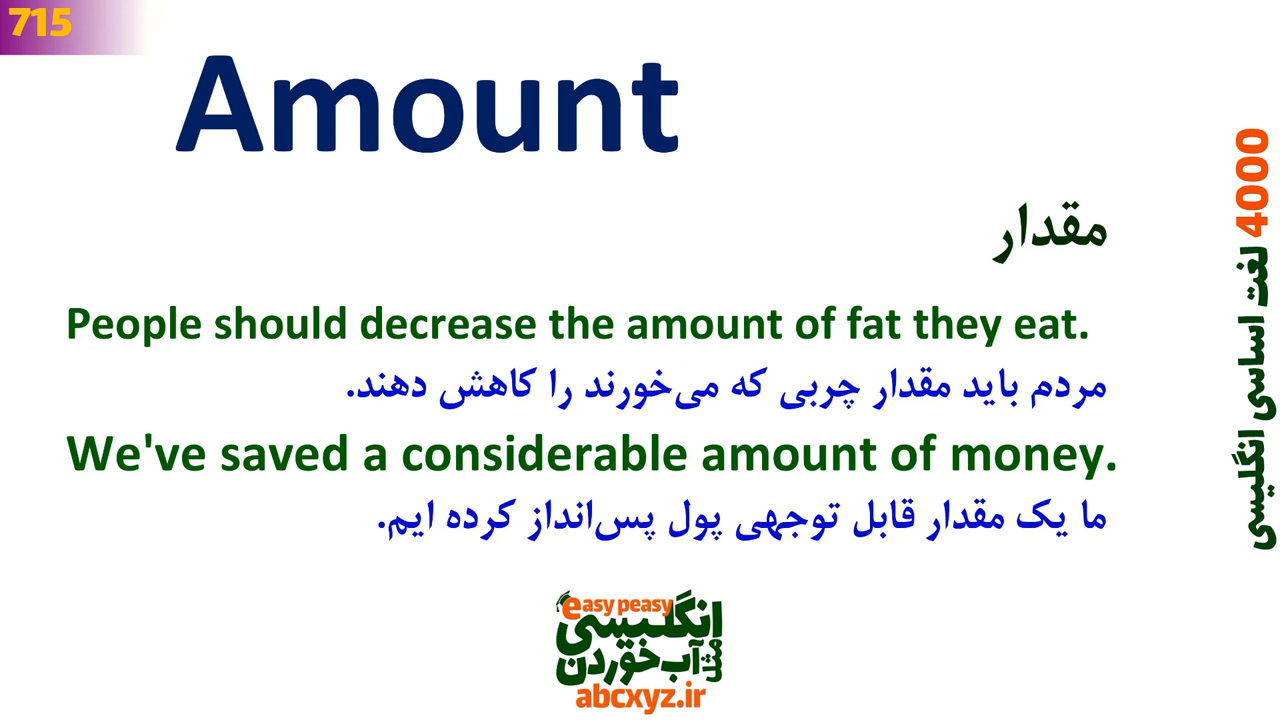 715
Amount
مقدار
People should decrease the amount of fat they eat.
مردم باید مقدار چربی که می‌خورند را کاهش دهند.
We've saved a considerable amount of money.
ما یک مقدار قابل توجهی پول پس‌انداز کرده ایم.
4000 لغت اساسی انگلیسی
easy peasy
انگلیسی
مثل آب خوردن
abcxyz.ir